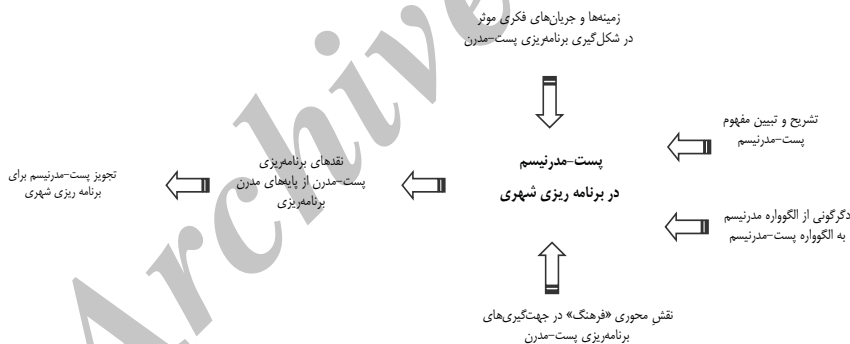 زمینه‌ها و جریان‌های فکری موثر
در شکل‌گیری برنامه‌ریزی پست-مدرن
تشریح و تبیین مفهوم
پست-مدرنیسم
دگرگونی از الگوواره مدرنیسم
به الگوواره پست-مدرنیسم
پست-مدرنیسم
در برنامه ریزی شهری
نقشِ محوری «فرهنگ» در جهت‌گیری‌های
برنامه‌ریزی پست-مدرن
نقدهای برنامه‌ریزی
پست-مدرن از پایه‌های مدرن
برنامه‌ریزی
تجویز پست-مدرنیسم برای
برنامه ریزی شهری
Archive